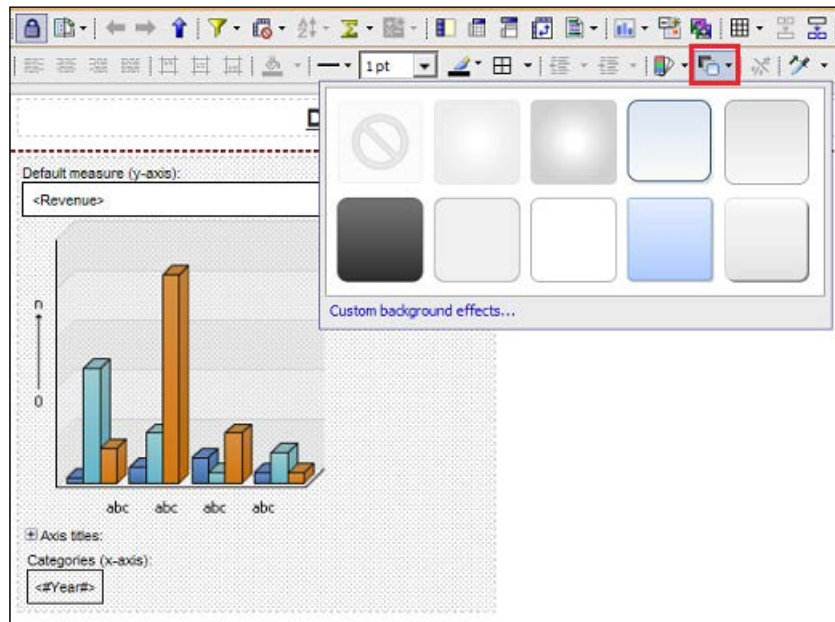 1 pt
D
Default measure (y-axis):
<Revenue>
n
0
abc abc abc abc
Axis titles:
Categories (x-axis):
<#Year#>
Custom background effects...